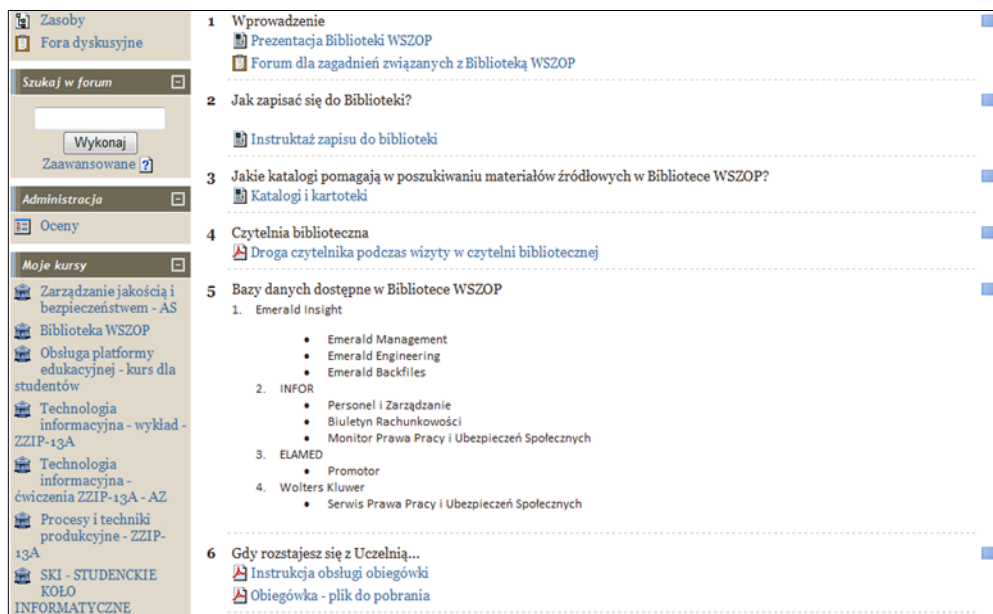 Zasoby
Fora dyskusyjne
Szukaj w forum
Wykonaj
Zaawansowane ?
Administracja
Oceny
Moje kursy
Zarządzanie jakością i
bezpieczeństwem - AS
Biblioteka WSZOP
Obsługa platformy
edukacyjnej - kurs dla
studentów
Technologia
informacyjna - wykład -
ZZIP-13A
Technologia
informacyjna -
ćwiczenia ZZIP-13A - AZ
Procesy i techniki
produkcyjne - ZZIP-
13A
SKI - STUDENCKIE
KOŁO
INFORMATYCZNE
1 Wprowadzenie
Prezentacja Biblioteki WSZOP
Forum dla zagadnień związanych z Biblioteką WSZOP
2 Jak zapisać się do Biblioteki?
Instruktaż zapisu do biblioteki
3 Jakie katalogi pomagają w poszukiwaniu materiałów źródłowych w Bibliotece WSZOP?
Katalogi i kartoteki
4 Czytelnia biblioteczna
Droga czytelnika podczas wizyty w czytelni bibliotecznej
5 Bazy danych dostępne w Bibliotece WSZOP
1. Emerald Insight
• Emerald Management
• Emerald Engineering
• Emerald Backfiles
2. INFOR
• Personel i Zarządzanie
• Biuletyn Rachunkowości
• Monitor Prawa Pracy i Ubezpieczeń Społecznych
3. ELAMED
• Promotor
4. Wolters Kluwer
• Serwis Prawa Pracy i Ubezpieczeń Społecznych
6 Gdy rozstajesz się z Uczelnią...
Instrukcja obsługi obiegówki
Obiegówka - plik do pobrania